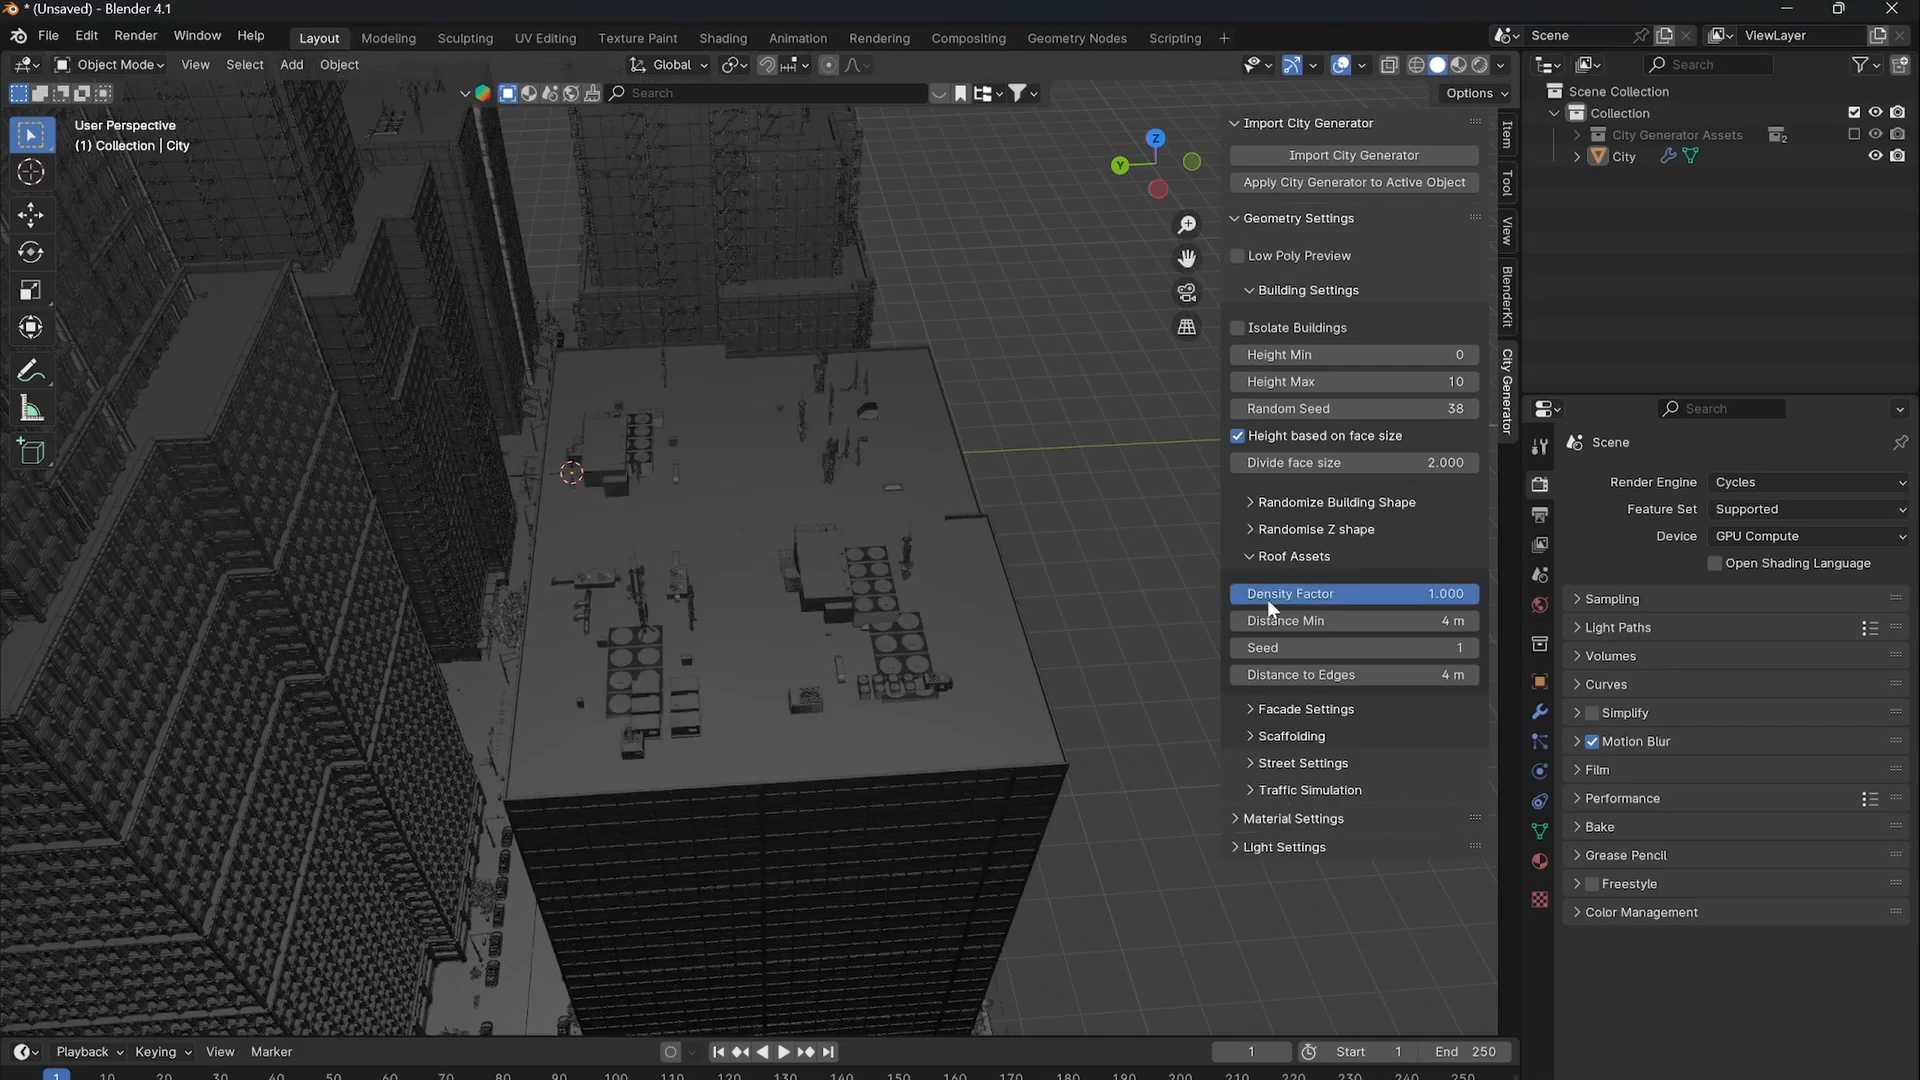 * (Unsaved) - Blender 4.1
File Edit Render Window Help Layout Modeling Sculpting UV Editing Texture Paint Shading Animation Rendering Compositing Geometry Nodes Scripting + Scene ViewLayer
Object Mode View Select Add Object Global Search
Search Options
User Perspective
(1) Collection | City
Z
Y
Import City Generator
Import City Generator
Apply City Generator to Active Object
Geometry Settings
Low Poly Preview
Building Settings
Isolate Buildings
Height Min 0
Height Max 10
Random Seed 38
Height based on face size
Divide face size 2.000
Randomize Building Shape
Randomise Z shape
Roof Assets
Density Factor 1.000
Distance Min 4 m
Seed 1
Distance to Edges 4 m
Facade Settings
Scaffolding
Street Settings
Traffic Simulation
Material Settings
Light Settings
Item
Tool
View
BlenderKit
City Generator
Scene Collection
Collection
City Generator Assets 2
City
Search
Scene
Render Engine Cycles
Feature Set Supported
Device GPU Compute
Open Shading Language
Sampling
Light Paths
Volumes
Curves
Simplify
Motion Blur
Film
Performance
Bake
Grease Pencil
Freestyle
Color Management
Playback Keying View Marker 1 Start 1 End 250
1 10 20 30 40 50 60 70 80 90 100 110 120 130 140 150 160 170 180 190 200 210 220 230 240 250